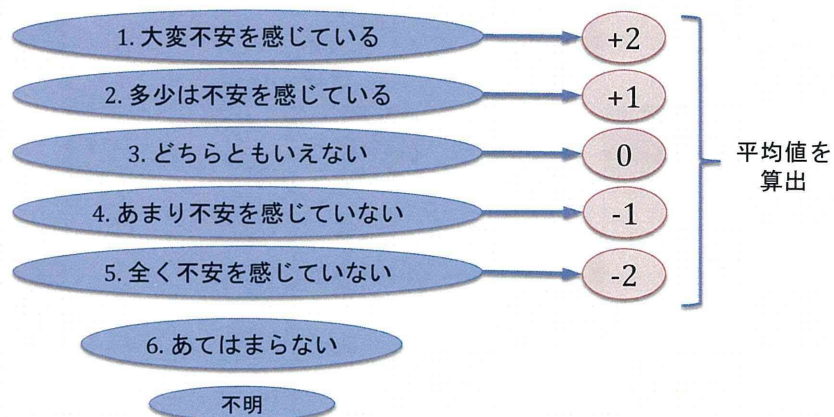 1. 大変不安を感じている
+2
2. 多少は不安を感じている
+1
3. どちらともいえない
0
4. あまり不安を感じていない
-1
5. 全く不安を感じていない
-2
平均値を
算出
6. あてはまらない
不明